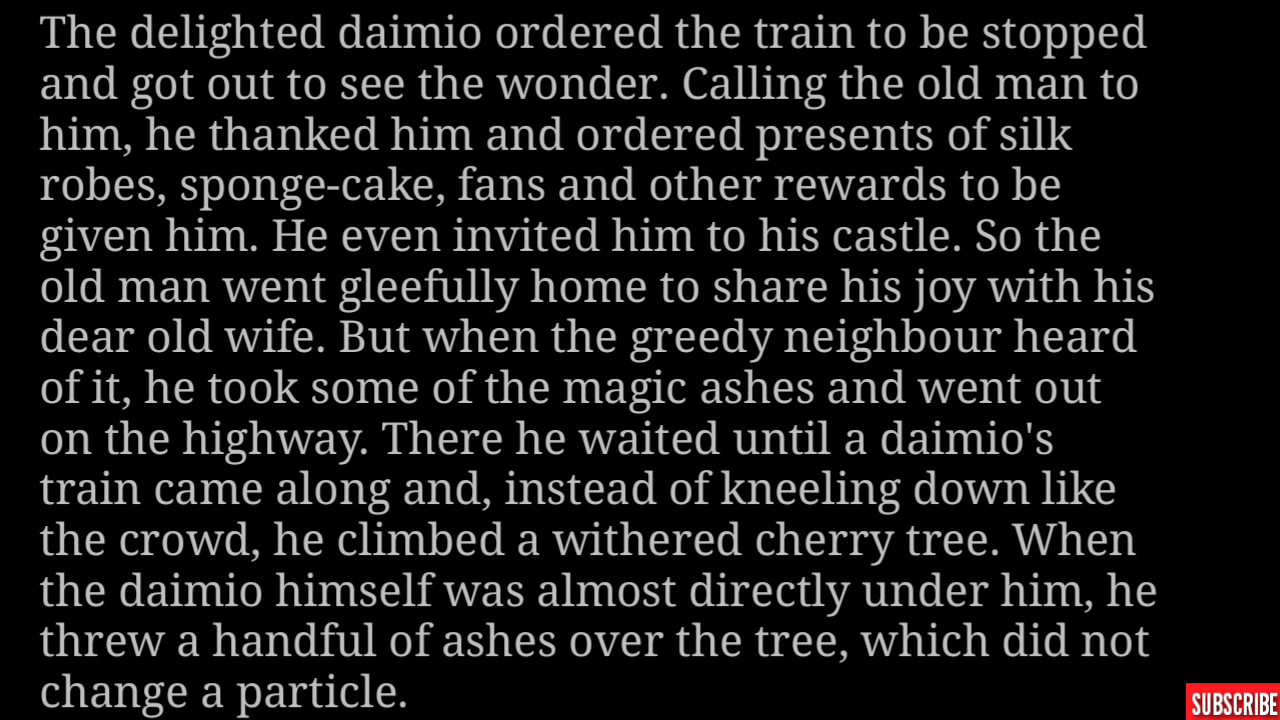 The delighted daimio ordered the train to be stopped
and got out to see the wonder. Calling the old man to
him, he thanked him and ordered presents of silk
robes, sponge-cake, fans and other rewards to be
given him. He even invited him to his castle. So the
old man went gleefully home to share his joy with his
dear old wife. But when the greedy neighbour heard
of it, he took some of the magic ashes and went out
on the highway. There he waited until a daimio's
train came along and, instead of kneeling down like
the crowd, he climbed a withered cherry tree. When
the daimio himself was almost directly under him, he
threw a handful of ashes over the tree, which did not
change a particle.
SUBSCRIBE